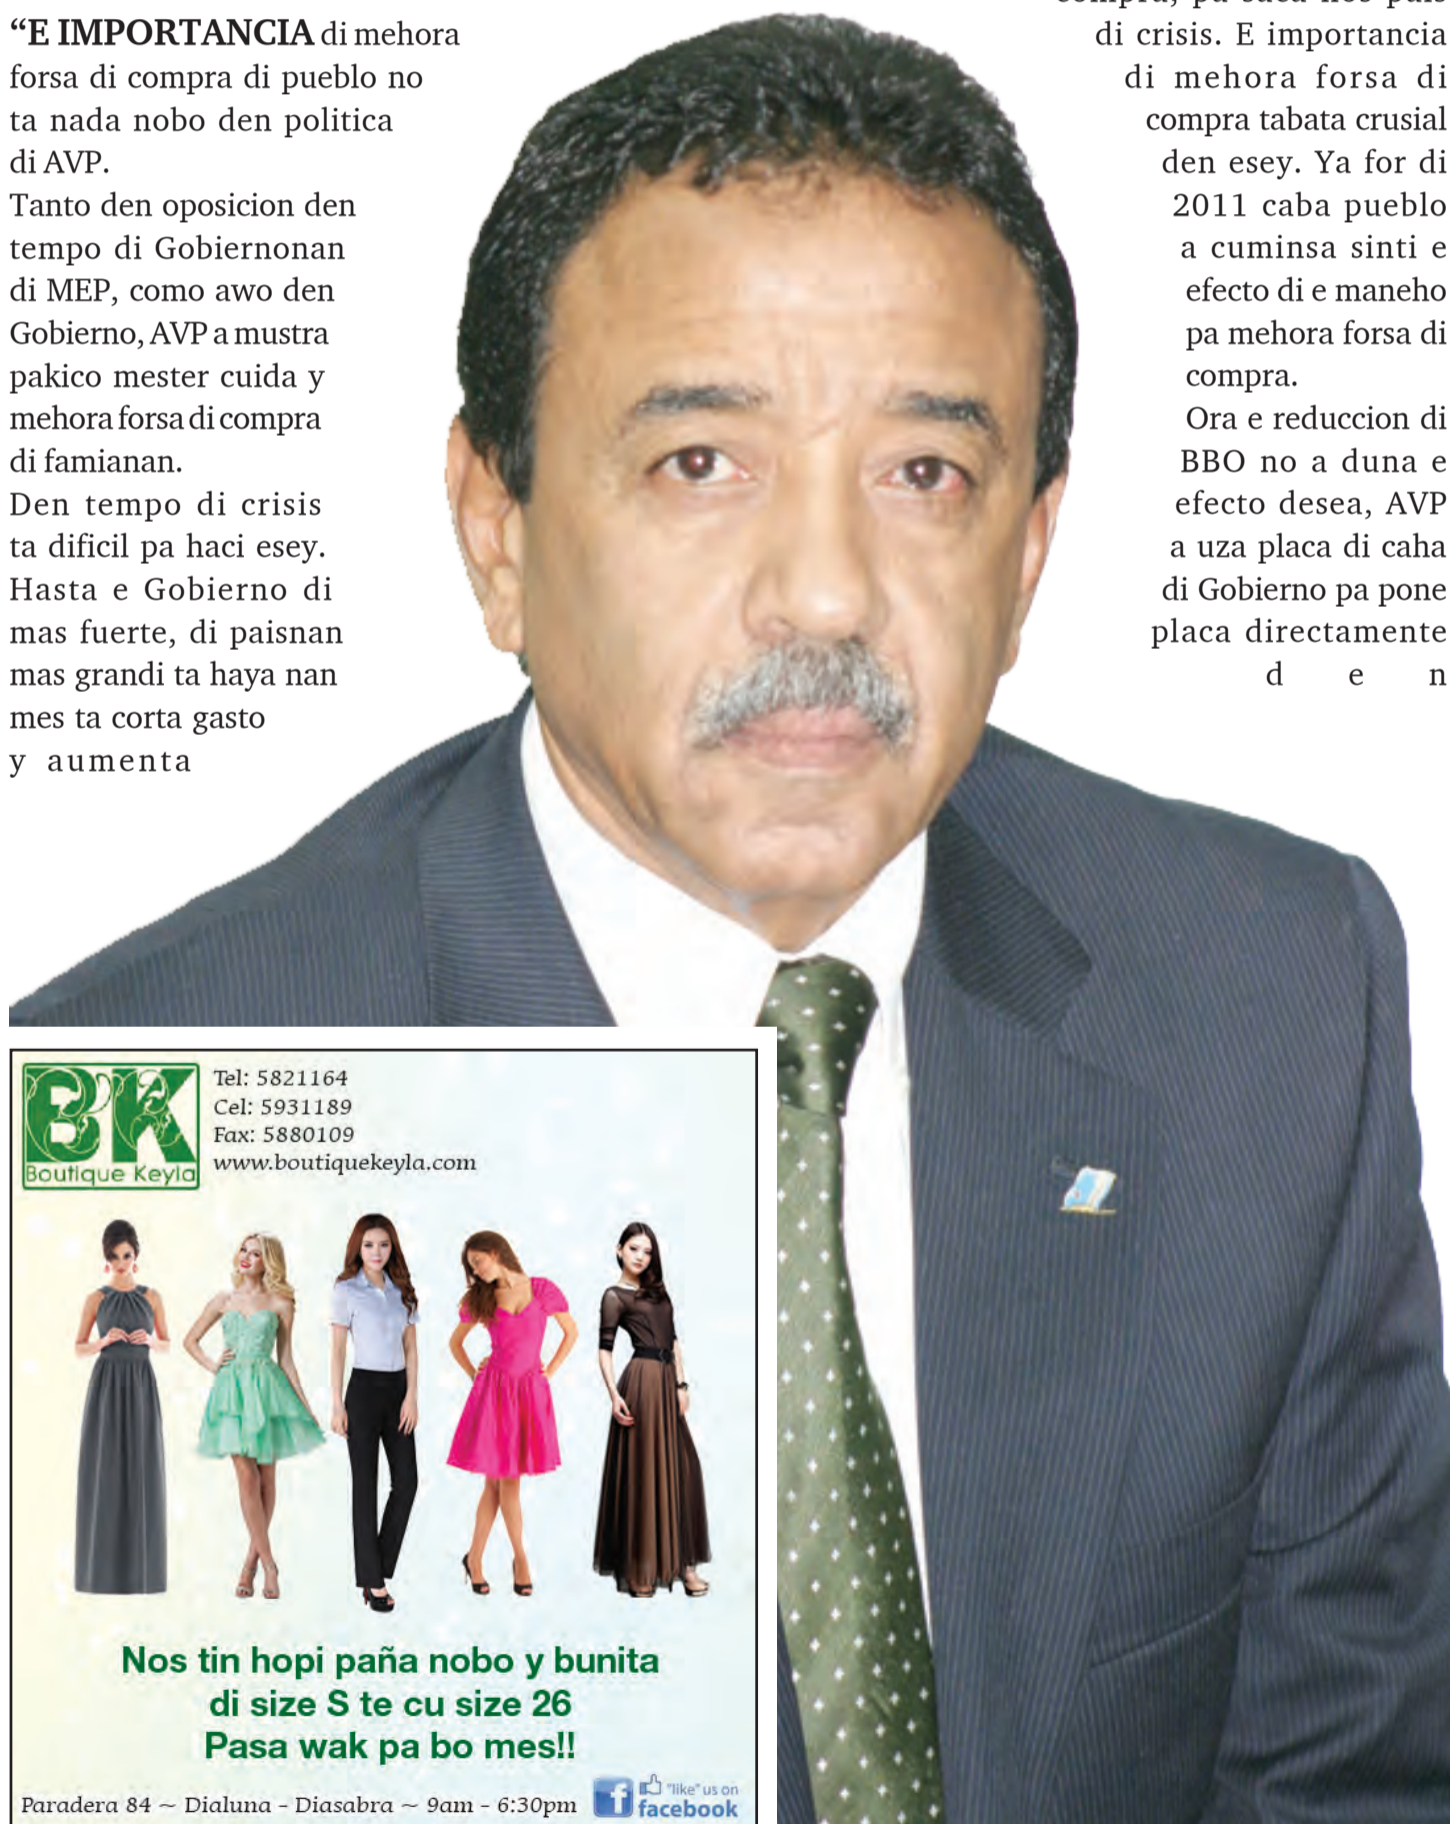 “E IMPORTANCIA di mehora
forsa di compra di pueblo no
ta nada nobo den politica
di AVP.
Tanto den oposicion den
tempo di Gobiernonan
di MEP, como awo den
Gobierno, AVP a mustra
pakico mester cuida y
mehora forsa di compra
di famianan.
Den tempo di crisis
ta dificil pa haci esey.
Hasta e Gobierno di
mas fuerte, di paisnan
mas grandi ta haya nan
mes ta corta gasto
y aumenta
compra, pa saca nos pais
di crisis. E importancia
di mehora forsa di
compra tabata crusial
den esey. Ya for di
2011 caba pueblo
a cuminsa sinti e
efecto di e maneho
pa mehora forsa di
compra.
Ora e reduccion di
BBO no a duna e
efecto desea, AVP
a uza placa di caha
di Gobierno pa pone
placa directamente
d e n
BK
Boutique Keyla
Tel: 5821164
Cel: 5931189
Fax: 5880109
www.boutiquekeyla.com
Nos tin hopi paña nobo y bunita
di size S te cu size 26
Pasa wak pa bo mes!!
Paradera 84 ~ Dialuna - Diasabra ~ 9am - 6:30pm
f "like" us on
facebook